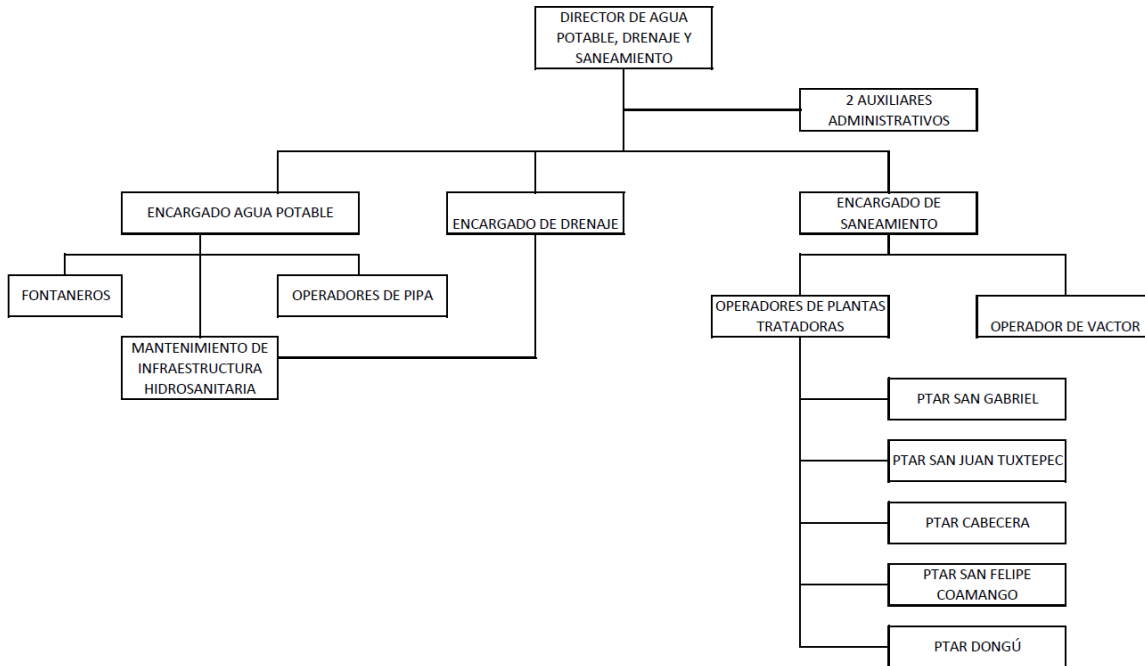 DIRECTOR DE AGUA
POTABLE, DRENAJE Y
SANEAMIENTO
2 AUXILIARES
ADMINISTRATIVOS
ENCARGADO AGUA POTABLE
ENCARGADO DE DRENAJE
ENCARGADO DE
SANEAMIENTO
FONTANEROS
OPERADORES DE PIPA
OPERADORES DE PLANTAS
TRATADORAS
OPERADOR DE VACTOR
MANTENIMIENTO DE
INFRAESTRUCTURA
HIDROSANITARIA
PTAR SAN GABRIEL
PTAR SAN JUAN TUXTEPEC
PTAR CABECERA
PTAR SAN FELIPE
COAMANGO
PTAR DONGÚ